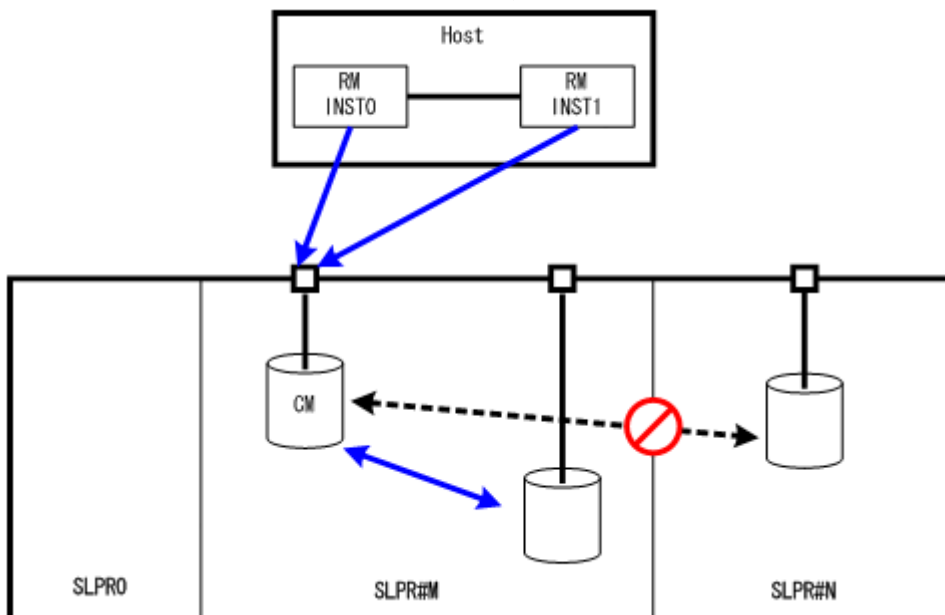 Host
RM
INST0
RM
INST1
CM
SLPR0
SLPR#M
SLPR#N